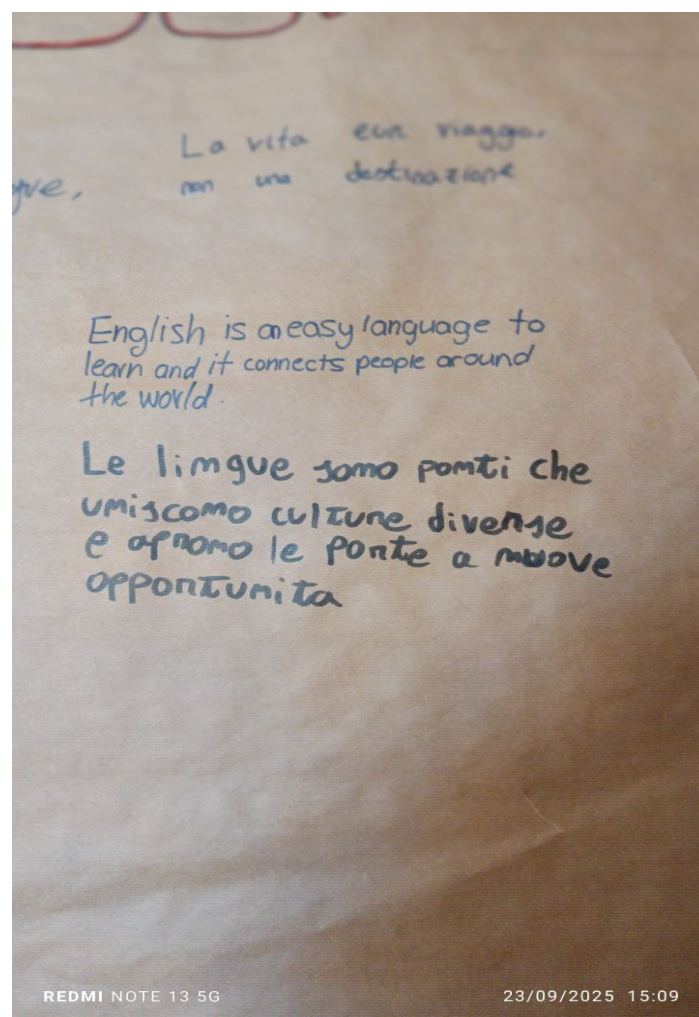 La vita e un viaggio,
non una destinazione
English is an easy language to
learn and it connects people around
the world.
Le lingue sono ponti che
uniscono culture diverse
e aprono le porte a nuove
opportunita
REDMI NOTE 13 5G
23/09/2025 15:09